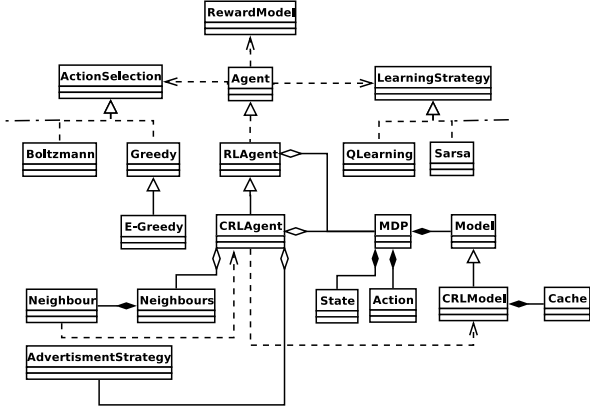 RewardModel
ActionSelection
Agent
LearningStrategy
Boltzmann
Greedy
RLAgent
QLearning
Sarsa
E-Greedy
CRLAgent
MDP
Model
Neighbour
Neighbours
State
Action
CRLModel
Cache
AdvertismentStrategy